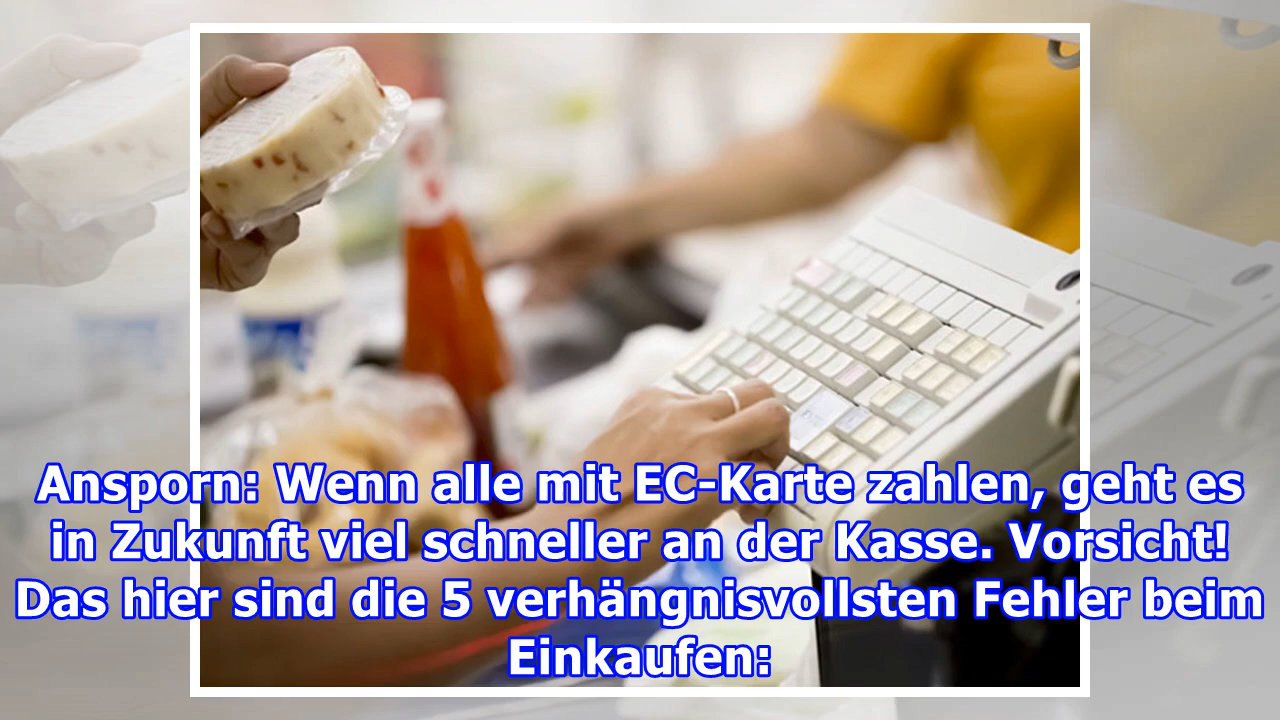 Ansporn: Wenn alle mit EC-Karte zahlen, geht es
in Zukunft viel schneller an der Kasse. Vorsicht!
Das hier sind die 5 verhängnisvollsten Fehler beim
Einkaufen: